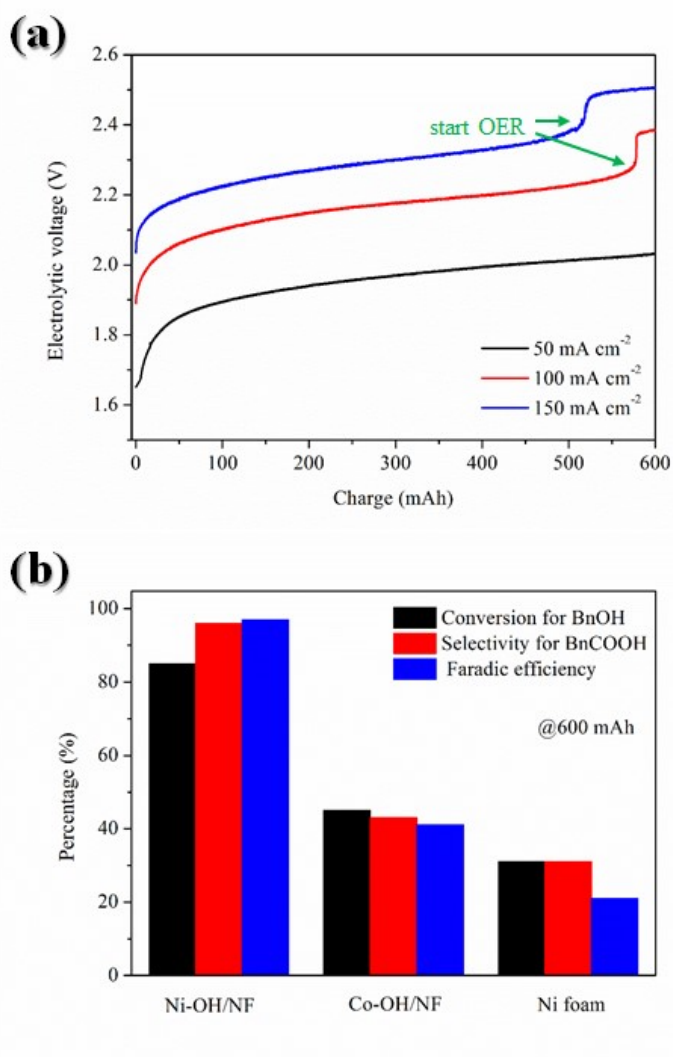 (a)
2.6
2.4
2.2
2.0
1.8
1.6
Electrolytic voltage (V)
start OER
50 mA cm-2
100 mA cm-2
150 mA cm-2
0 100 200 300 400 500 600
Charge (mAh)
(b)
100
80
60
40
20
0
Percentage (%)
Conversion for BnOH
Selectivity for BnCOOH
Faradic efficiency
@600 mAh
Ni-OH/NF Co-OH/NF Ni foam